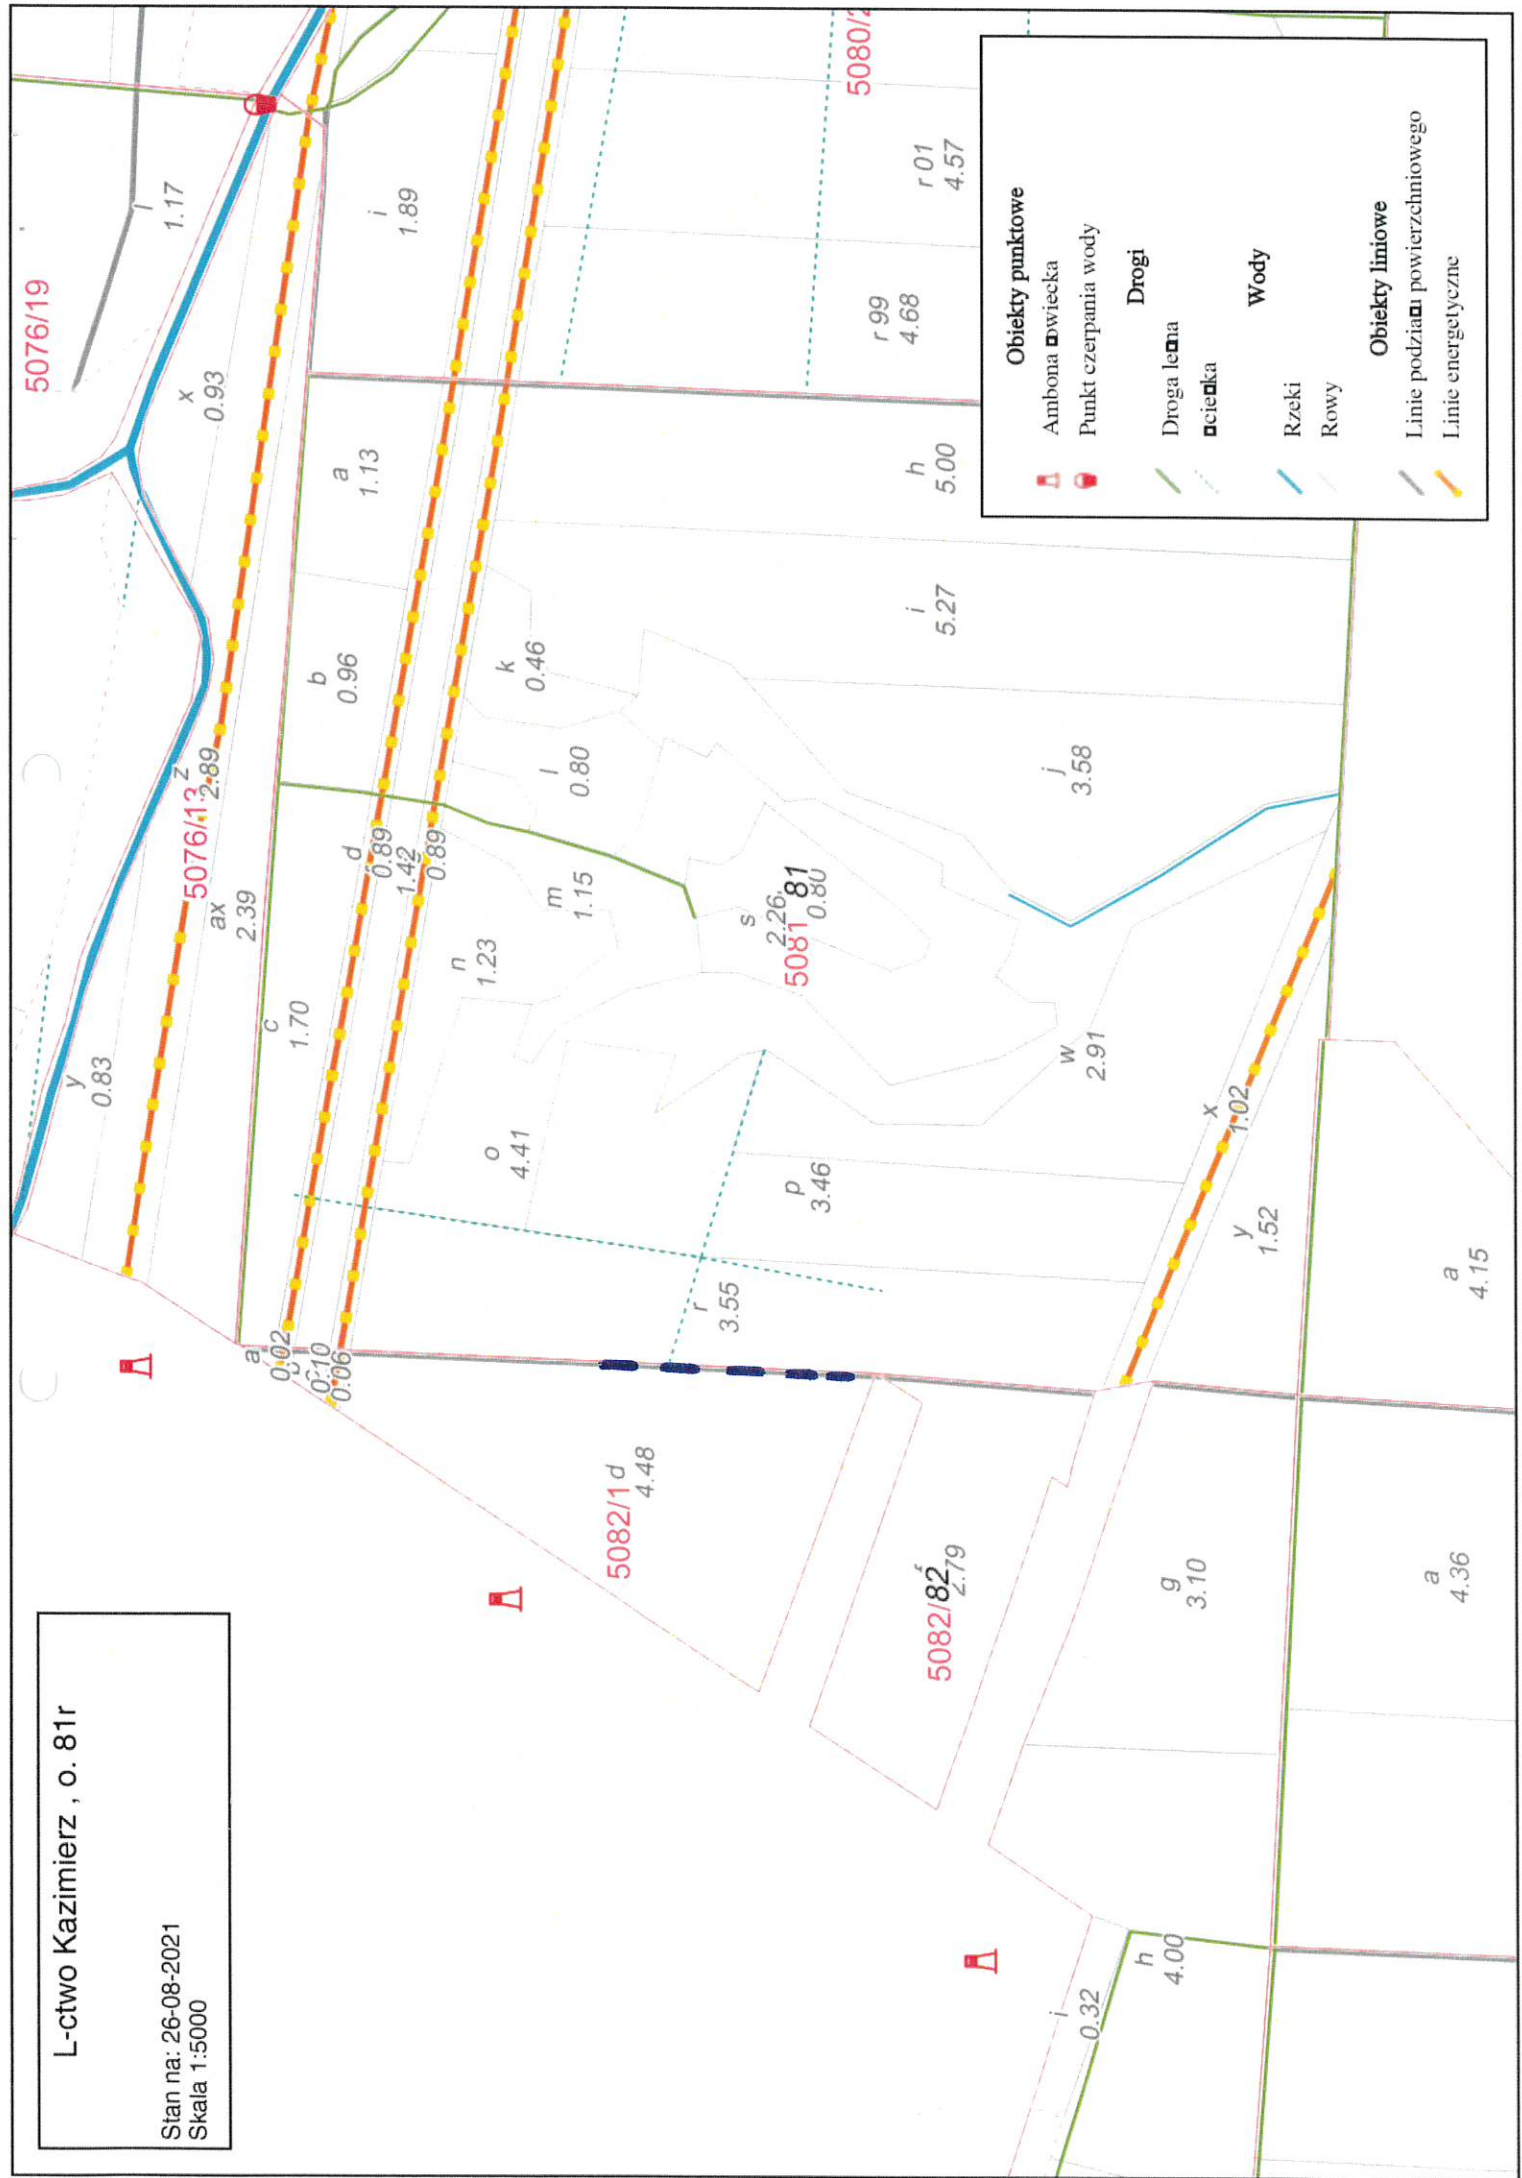 L-ctwo Kazimierz , o. 81r
Stan na: 26-08-2021
Skala 1:5000
5076/19
l
1.17
x
0.93
y
0.83
5076/13
z
2.89
ax
2.39
a
0.02
0.10
0.06
c
1.70
b
0.96
a
1.13
i
1.89
d
0.89
1.42
0.89
n
1.23
o
4.41
m
1.15
l
0.80
k
0.46
5082/1
d
4.48
r
3.55
s
2.26
5081
81
0.80
p
3.46
5080/2
r 99
4.68
r 01
4.57
5082/
82
2.79
h
5.00
i
5.27
j
3.58
w
2.91
i
0.32
h
4.00
g
3.10
x
1.02
y
1.52
a
4.36
a
4.15
Obiekty punktowe
Ambona □owiecka
Punkt czerpania wody
Drogi
Droga le□na
□cie□ka
Wody
Rzeki
Rowy
Obiekty liniowe
Linie podzia□u powierzchniowego
Linie energetyczne